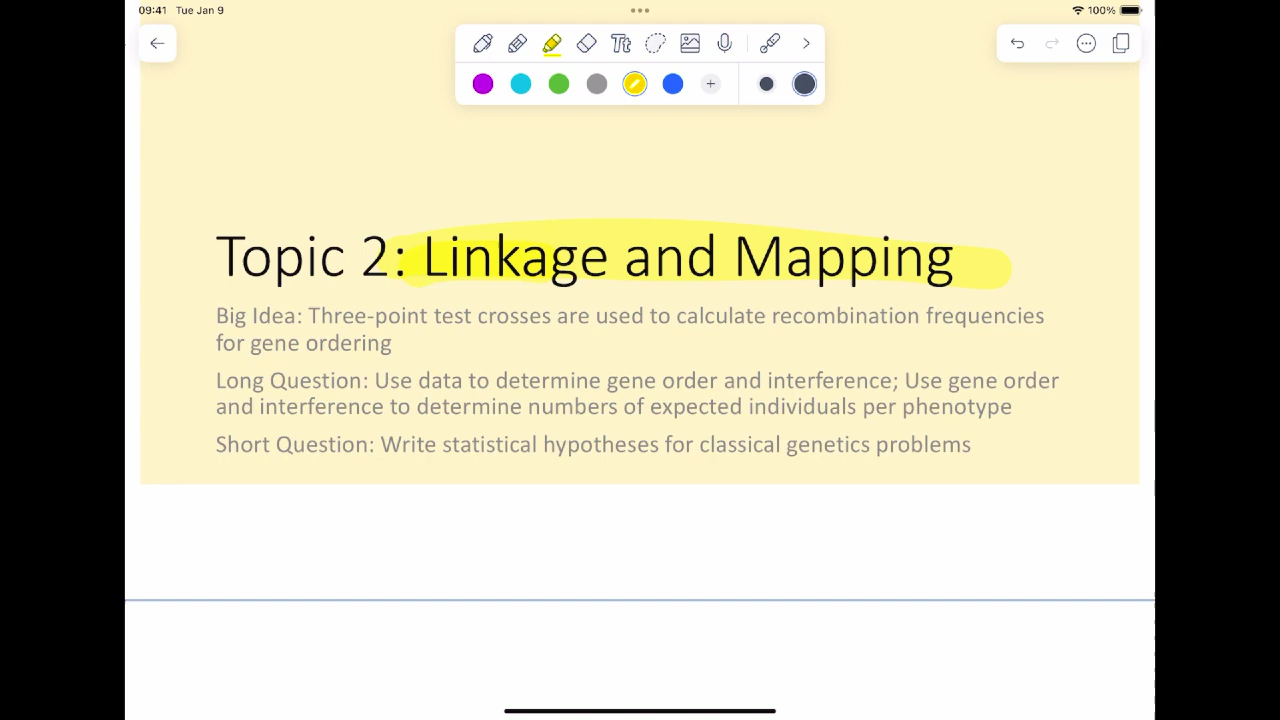 09:41 Tue Jan 9
100%
Tt
Topic 2: Linkage and Mapping
Big Idea: Three-point test crosses are used to calculate recombination frequencies
for gene ordering
Long Question: Use data to determine gene order and interference; Use gene order
and interference to determine numbers of expected individuals per phenotype
Short Question: Write statistical hypotheses for classical genetics problems